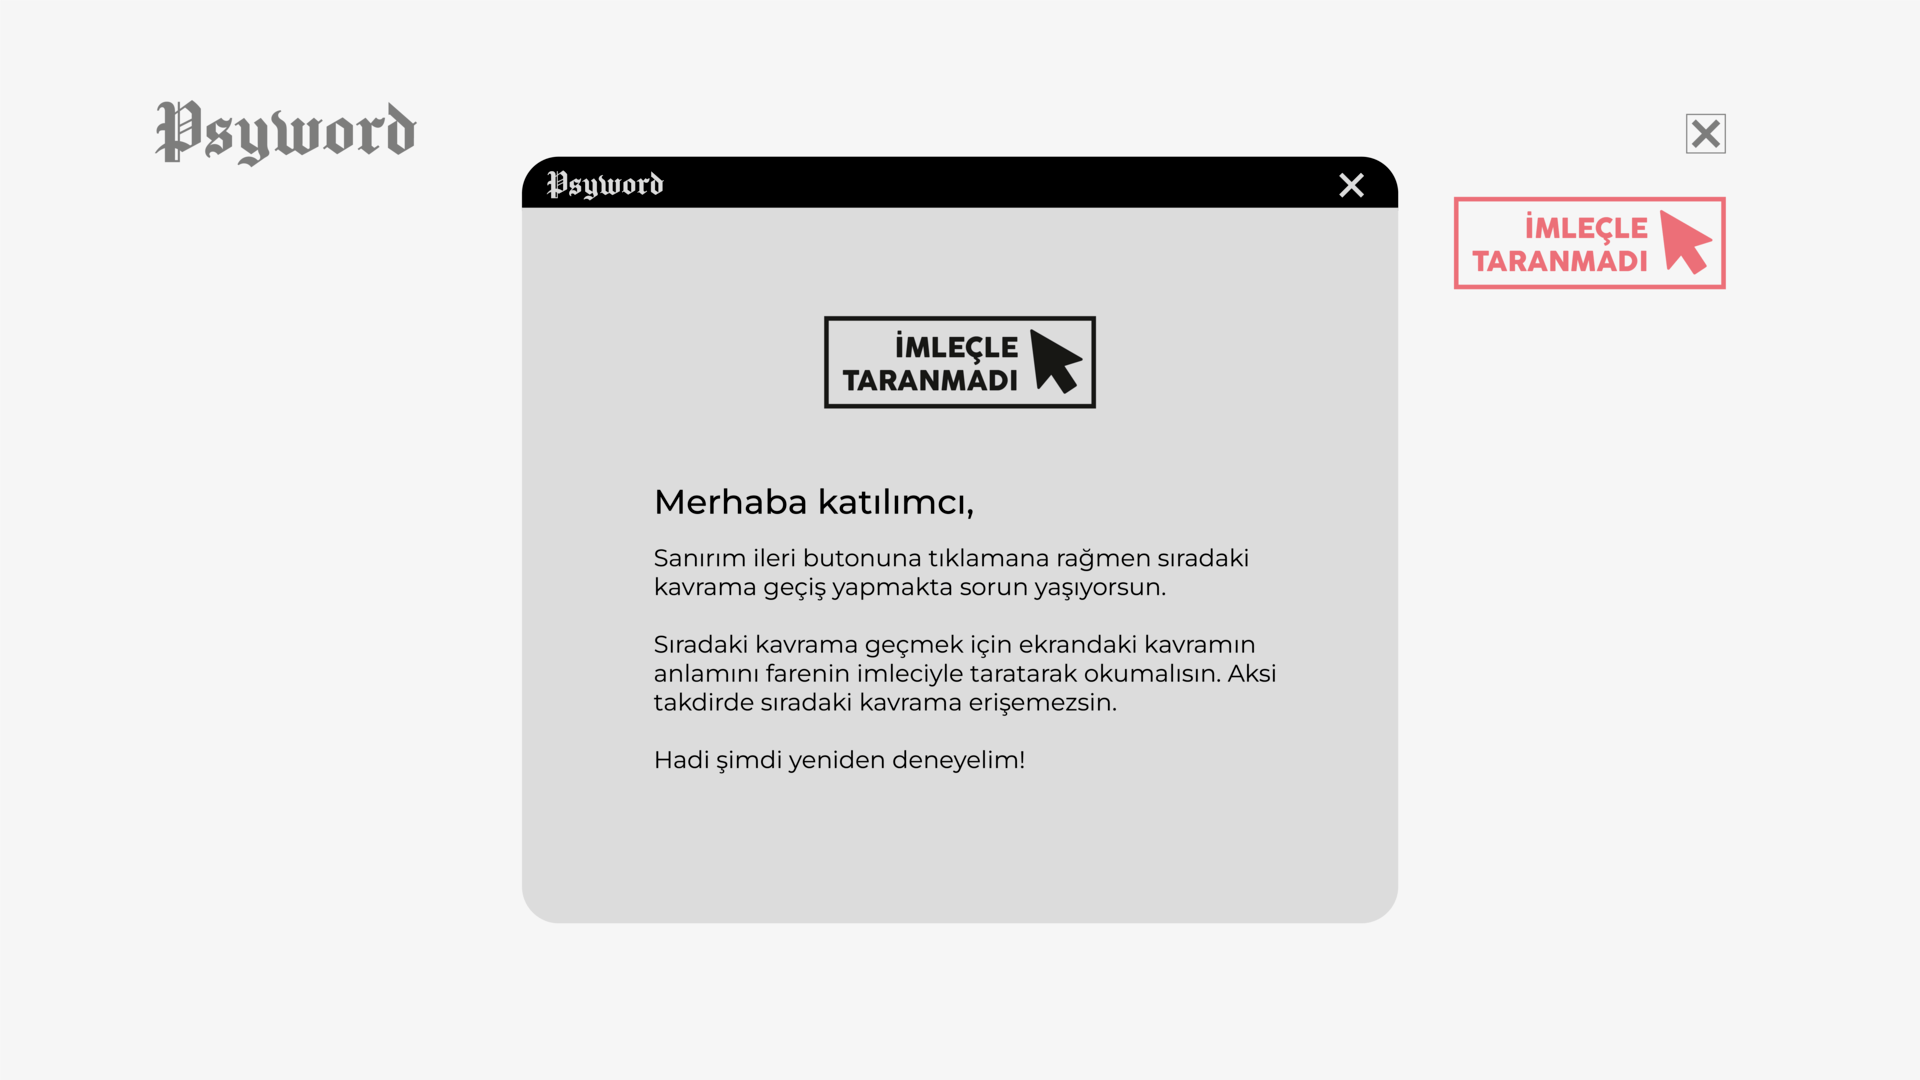 Psyword
Psyword
İMLEÇLE
TARANMADI
İMLEÇLE
TARANMADI
Merhaba katılımcı,
Sanırım ileri butonuna tıklamana rağmen sıradaki
kavrama geçiş yapmakta sorun yaşıyorsun.
Sıradaki kavrama geçmek için ekrandaki kavramın
anlamını farenin imleciyle taratarak okumalısın. Aksi
takdirde sıradaki kavrama erişemezsin.
Hadi şimdi yeniden deneyelim!